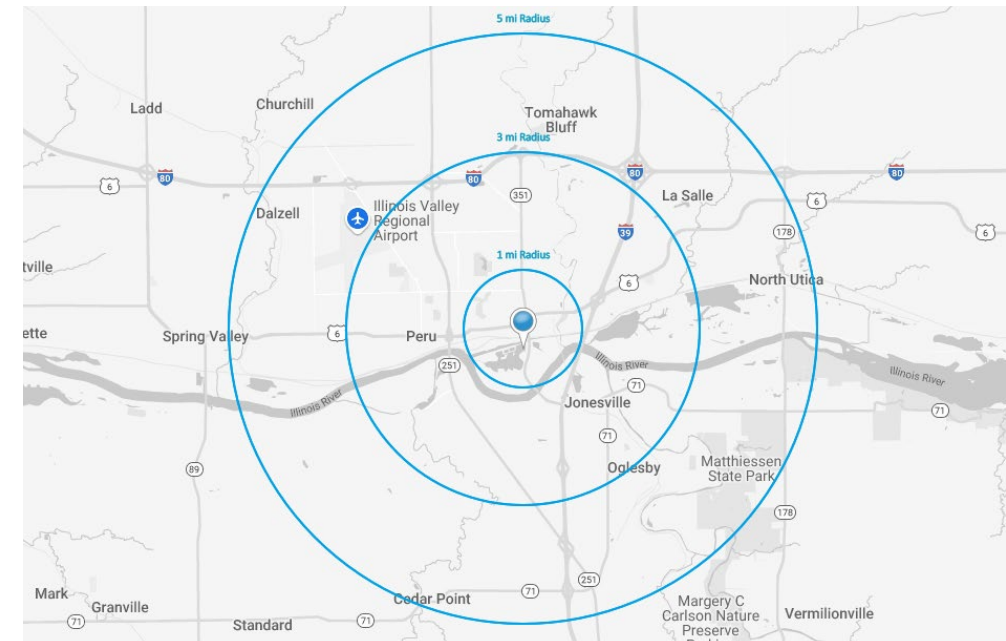 5 mi Radius
Ladd
Churchill
Tomahawk
Bluff
3 mi Radius
80
80
80
80
6
La Salle
351
6
Dalzell
Illinois Valley
Regional
Airport
39
178
6
tville
1 mi Radius
6
North Utica
ette
Spring Valley
6
Peru
251
Illinois River
Illinois River
Illinois River
71
Jonesville
71
71
89
Oglesby
Matthiessen
State Park
178
251
71
Mark
Granville
Cedar Point
Margery C
Carlson Nature
Preserve
Vermilionville
71
Standard
71